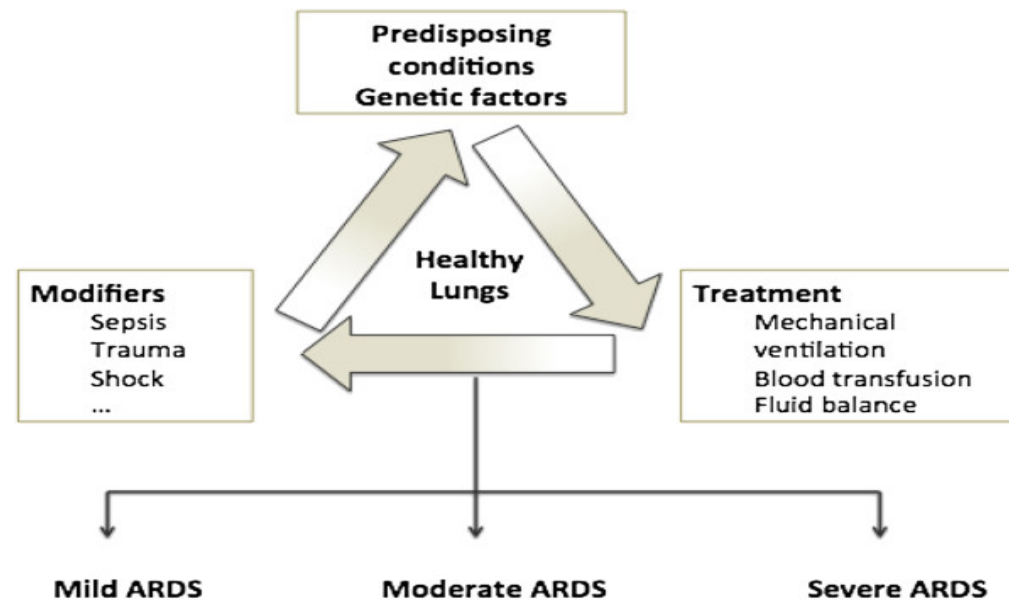 Predisposing
conditions
Genetic factors
Healthy
Lungs
Modifiers
Sepsis
Trauma
Shock
...
Treatment
Mechanical
ventilation
Blood transfusion
Fluid balance
Mild ARDS
Moderate ARDS
Severe ARDS